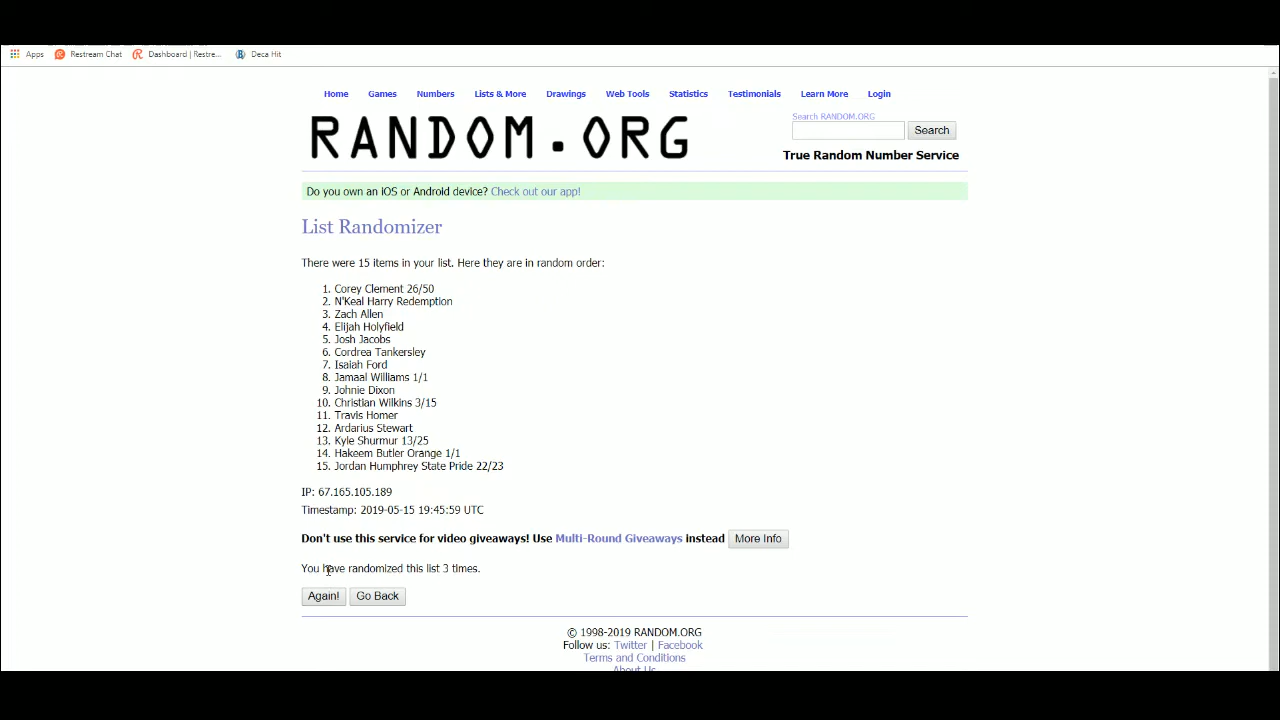 Apps Restream Chat Dashboard | Restre... Deca Hit
Home Games Numbers Lists & More Drawings Web Tools Statistics Testimonials Learn More Login
RANDOM.ORG
Search RANDOM.ORG
Search
True Random Number Service
Do you own an iOS or Android device? Check out our app!
List Randomizer
There were 15 items in your list. Here they are in random order:
1. Corey Clement 26/50
2. N'Keal Harry Redemption
3. Zach Allen
4. Elijah Holyfield
5. Josh Jacobs
6. Cordrea Tankersley
7. Isaiah Ford
8. Jamaal Williams 1/1
9. Johnie Dixon
10. Christian Wilkins 3/15
11. Travis Homer
12. Ardarius Stewart
13. Kyle Shurmur 13/25
14. Hakeem Butler Orange 1/1
15. Jordan Humphrey State Pride 22/23
IP: 67.165.105.189
Timestamp: 2019-05-15 19:45:59 UTC
Don't use this service for video giveaways! Use Multi-Round Giveaways instead More Info
You have randomized this list 3 times.
Again! Go Back
© 1998-2019 RANDOM.ORG
Follow us: Twitter | Facebook
Terms and Conditions
About Us